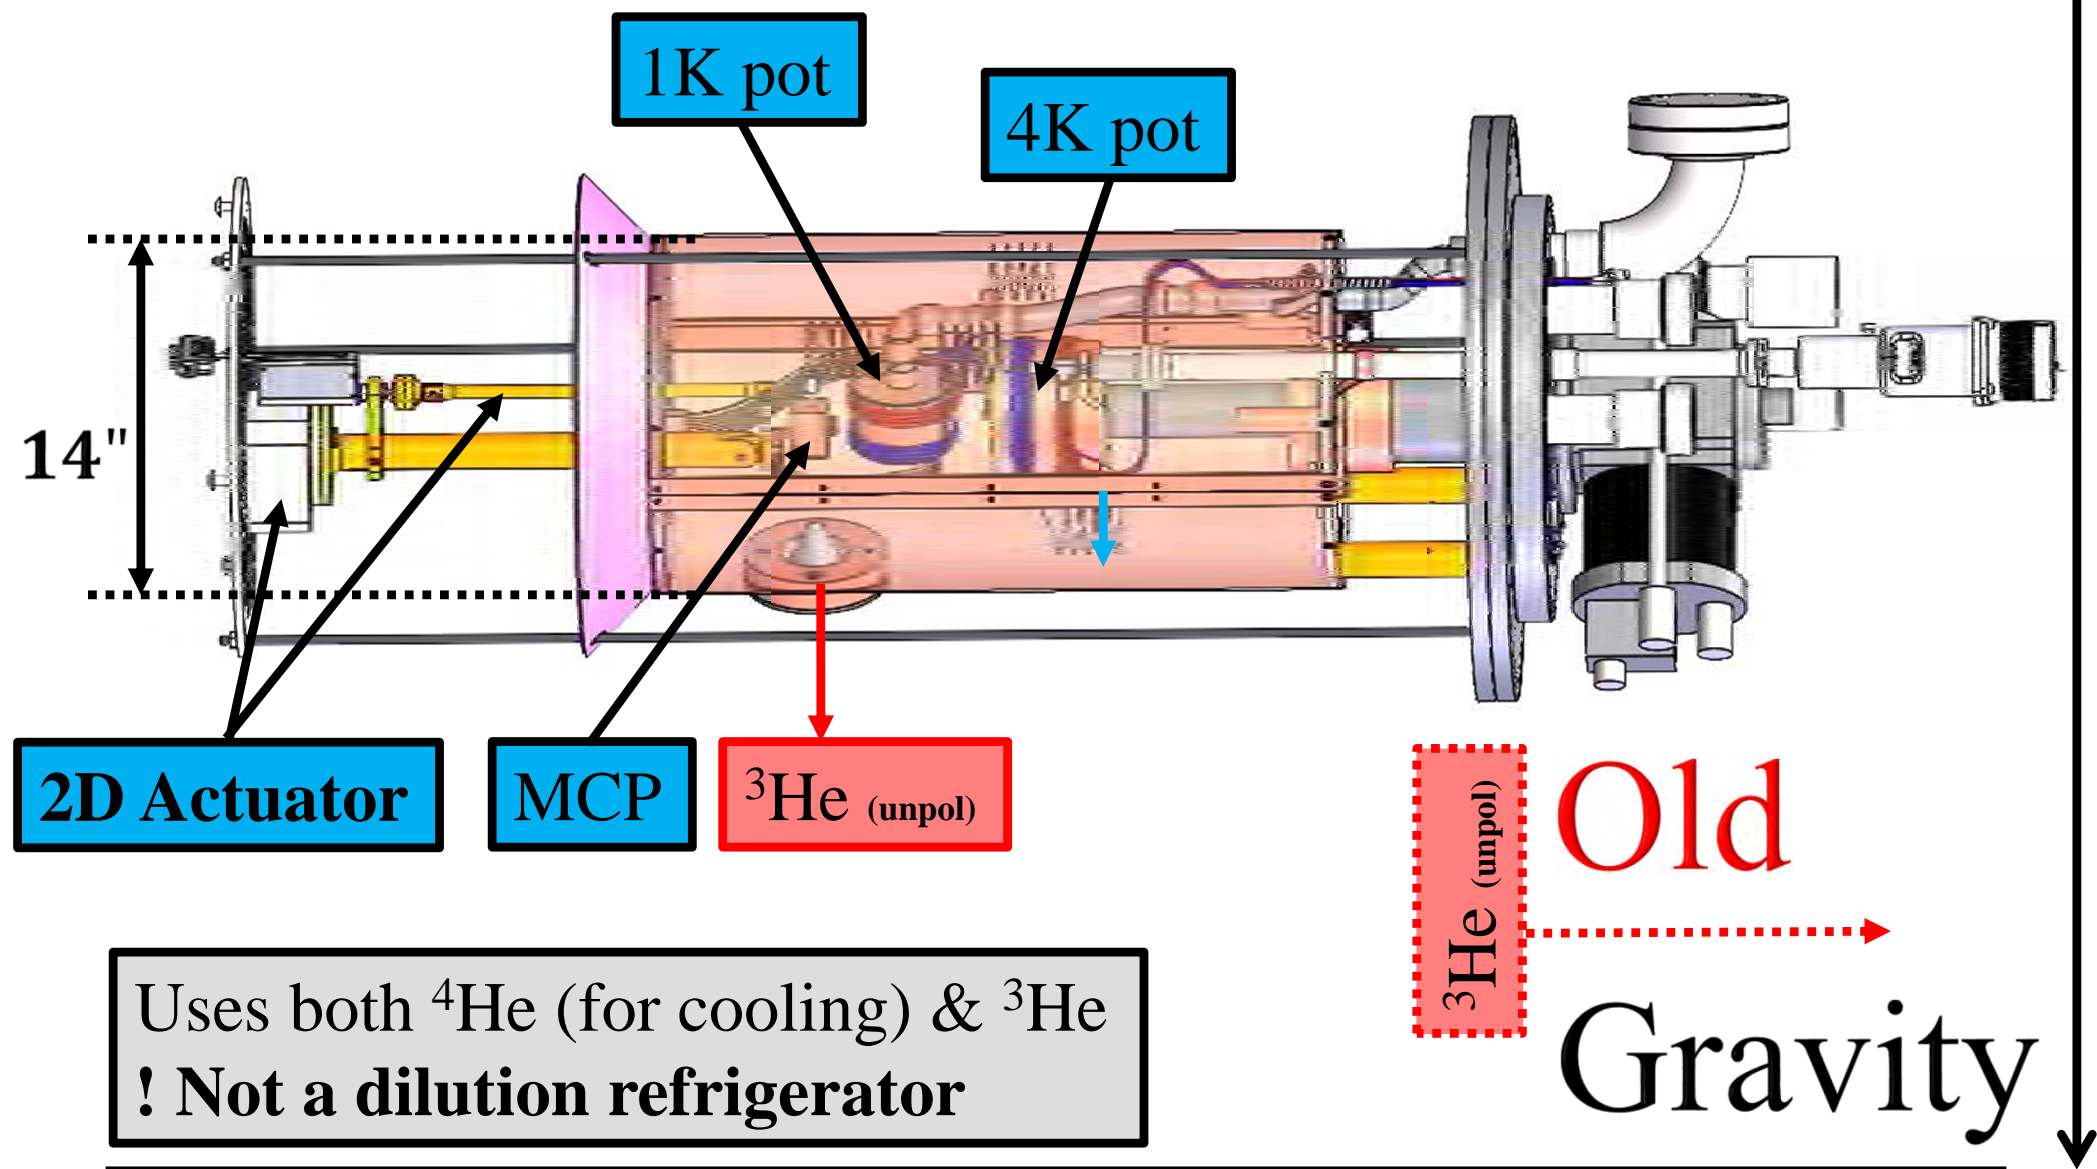 1K pot
4K pot
14"
2D Actuator
MCP
³He (unpol)
³He (unpol)
Old
Gravity
Uses both ⁴He (for cooling) & ³He
! Not a dilution refrigerator